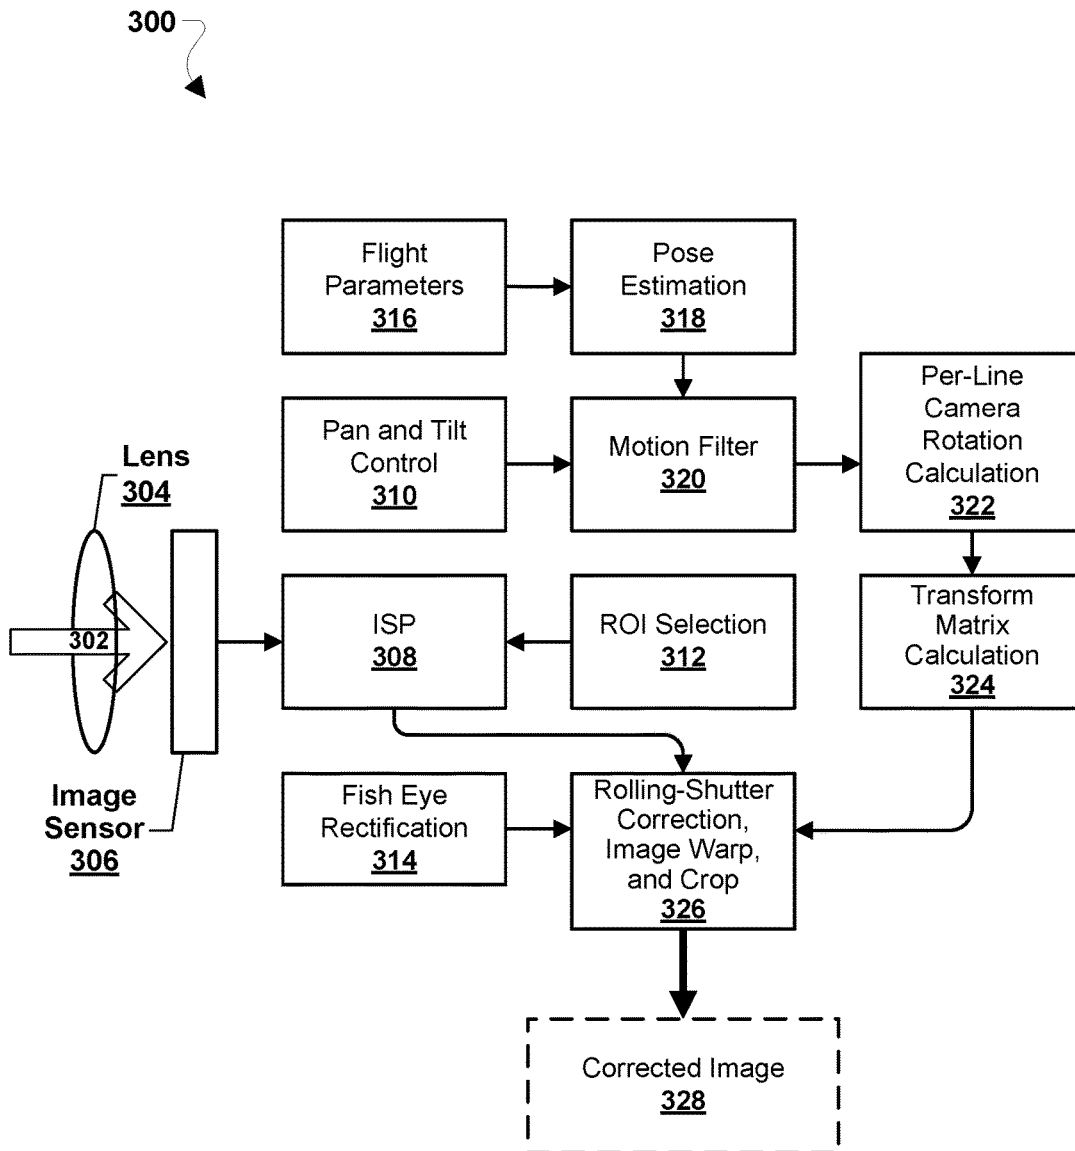 300
Flight
Parameters
316
Pose
Estimation
318
Pan and Tilt
Control
310
Motion Filter
320
Per-Line
Camera
Rotation
Calculation
322
Lens
304
302
ISP
308
ROI Selection
312
Transform
Matrix
Calculation
324
Image
Sensor
306
Fish Eye
Rectification
314
Rolling-Shutter
Correction,
Image Warp,
and Crop
326
Corrected Image
328